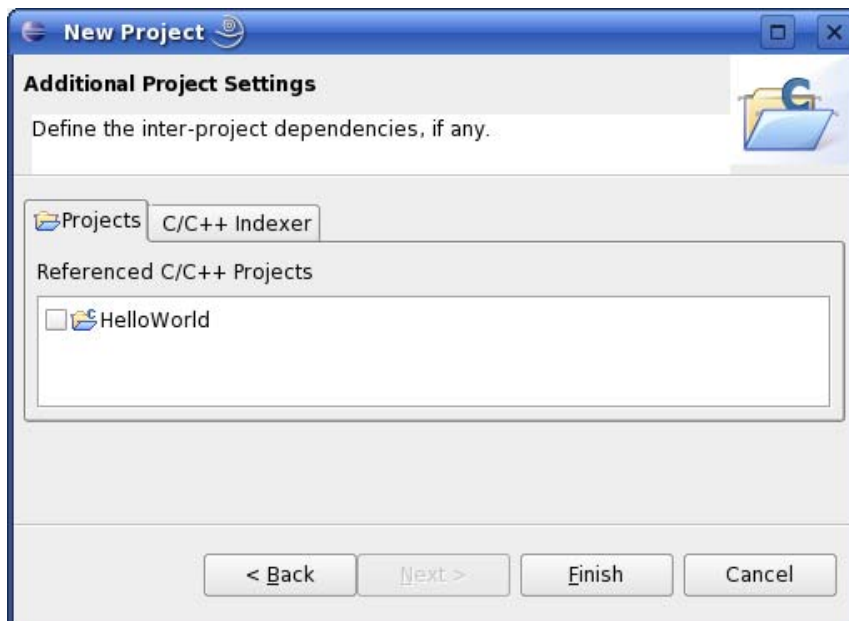 New Project
Additional Project Settings
Define the inter-project dependencies, if any.
Projects
C/C++ Indexer
Referenced C/C++ Projects
HelloWorld
< Back
Next >
Finish
Cancel